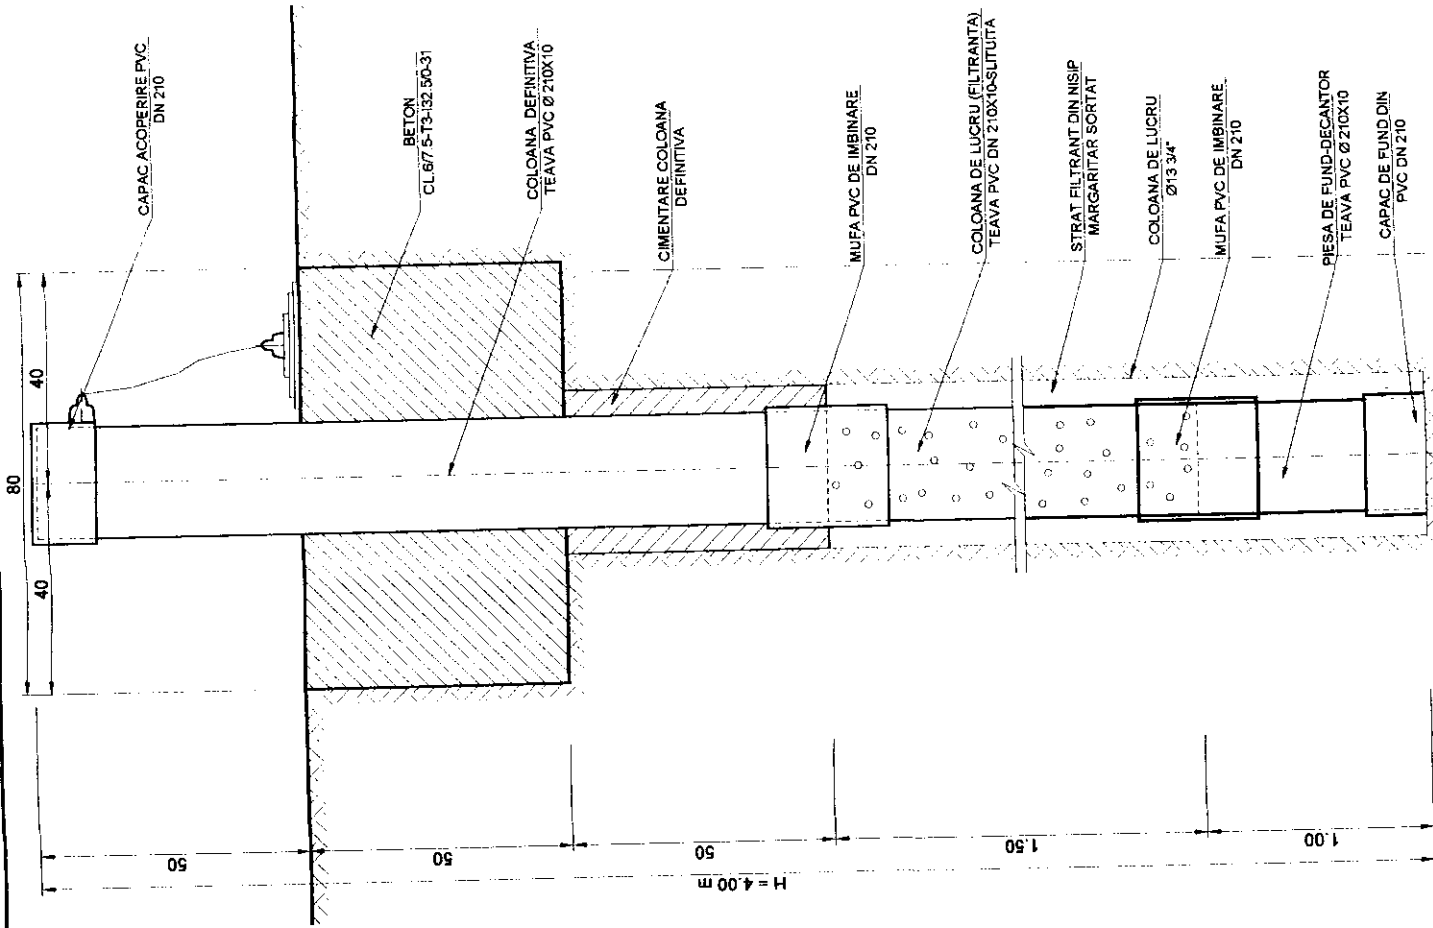 CAPAC ACOPERIRE PVC
DN 210
BETON
CL.6/7.5-T3-I32.5/0-31
COLOANA DEFINITIVA
TEAVA PVC Ø 210X10
CIMENTARE COLOANA
DEFINITIVA
MUFA PVC DE IMBINARE
DN 210
COLOANA DE LUCRU (FILTRANTA)
TEAVA PVC DN 210X10-SLITUITA
STRAT FILTRANT DIN NISIP
MARGARITAR SORTAT
COLOANA DE LUCRU
Ø13 3/4"
MUFA PVC DE IMBINARE
DN 210
PIESA DE FUND-DECANTOR
TEAVA PVC Ø 210X10
CAPAC DE FUND DIN
PVC DN 210
80
40
40
50
50
50
1.50
1.00
H = 4.00 m